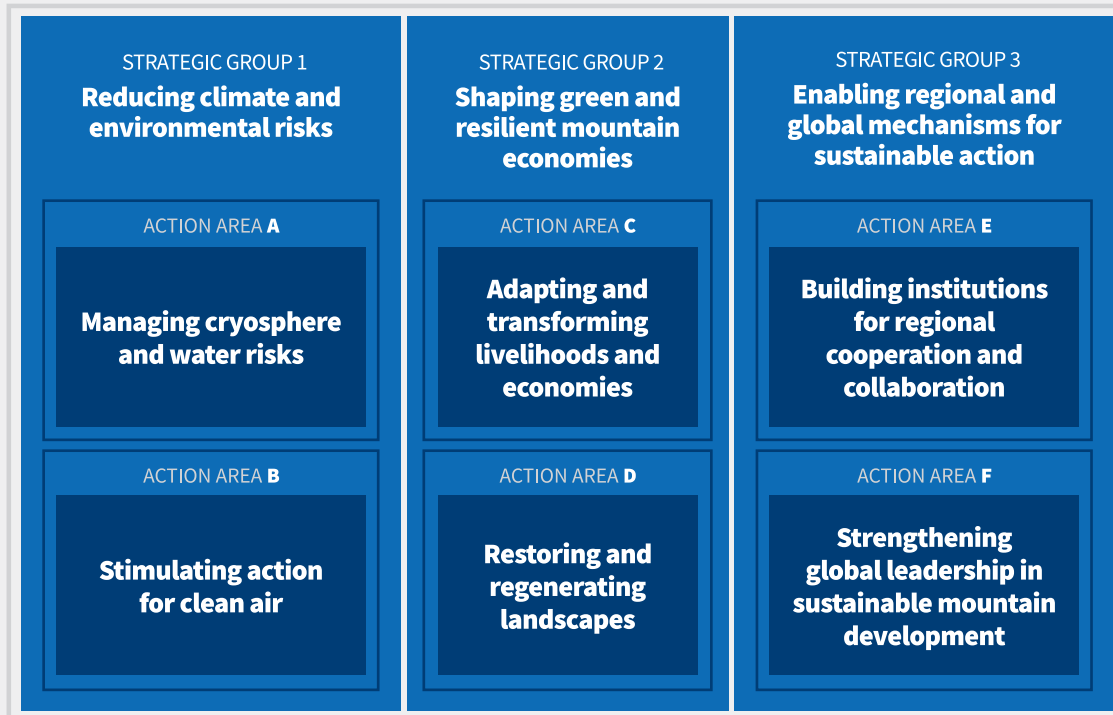 STRATEGIC GROUP 1
Reducing climate and
environmental risks
ACTION AREA A
Managing cryosphere
and water risks
ACTION AREA B
Stimulating action
for clean air
STRATEGIC GROUP 2
Shaping green and
resilient mountain
economies
ACTION AREA C
Adapting and
transforming
livelihoods and
economies
ACTION AREA D
Restoring and
regenerating
landscapes
STRATEGIC GROUP 3
Enabling regional and
global mechanisms for
sustainable action
ACTION AREA E
Building institutions
for regional
cooperation and
collaboration
ACTION AREA F
Strengthening
global leadership in
sustainable mountain
development